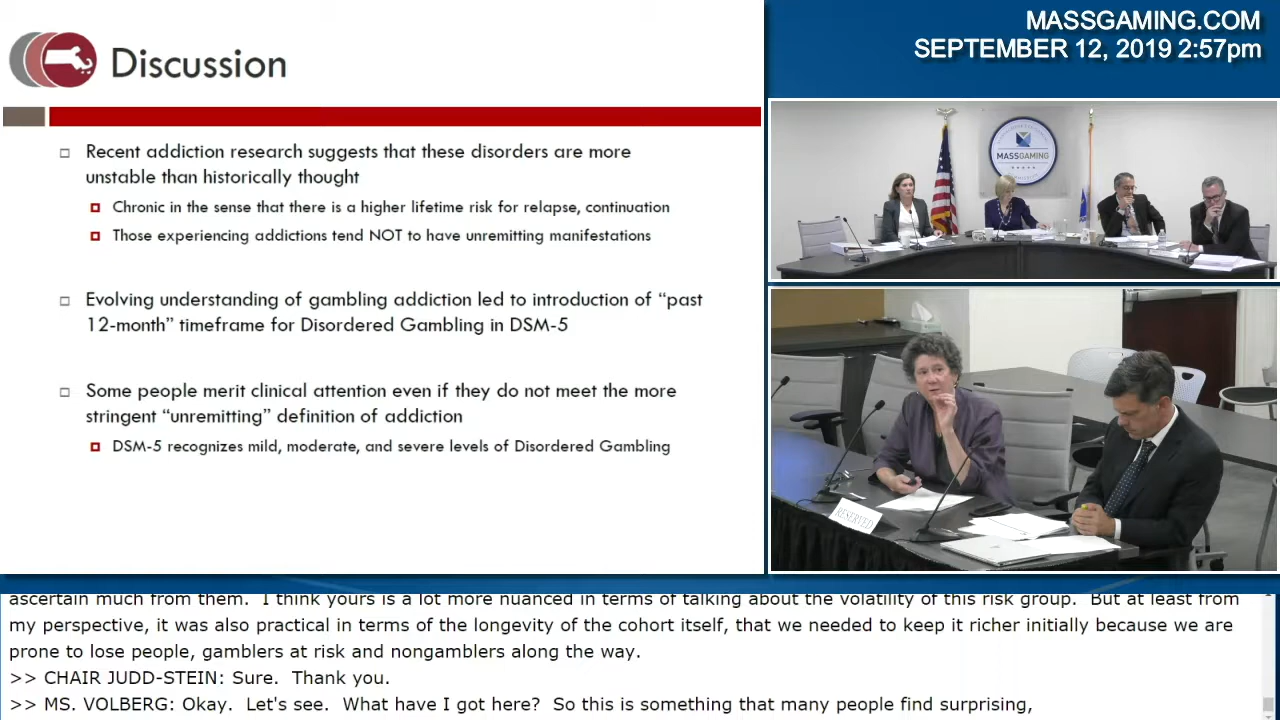 MASSGAMING.COM
SEPTEMBER 12, 2019 2:57pm
Discussion
Recent addiction research suggests that these disorders are more
unstable than historically thought
Chronic in the sense that there is a higher lifetime risk for relapse, continuation
Those experiencing addictions tend NOT to have unremitting manifestations
Evolving understanding of gambling addiction led to introduction of “past
12-month” timeframe for Disordered Gambling in DSM-5
Some people merit clinical attention even if they do not meet the more
stringent “unremitting” definition of addiction
DSM-5 recognizes mild, moderate, and severe levels of Disordered Gambling
MASSGAMING
RESERVED
ascertain much from them.  I think yours is a lot more nuanced in terms of talking about the volatility of this risk group.  But at least from
my perspective, it was also practical in terms of the longevity of the cohort itself, that we needed to keep it richer initially because we are
prone to lose people, gamblers at risk and nongamblers along the way.
>> CHAIR JUDD-STEIN: Sure.  Thank you.
>> MS. VOLBERG: Okay.  Let's see.  What have I got here?  So this is something that many people find surprising,